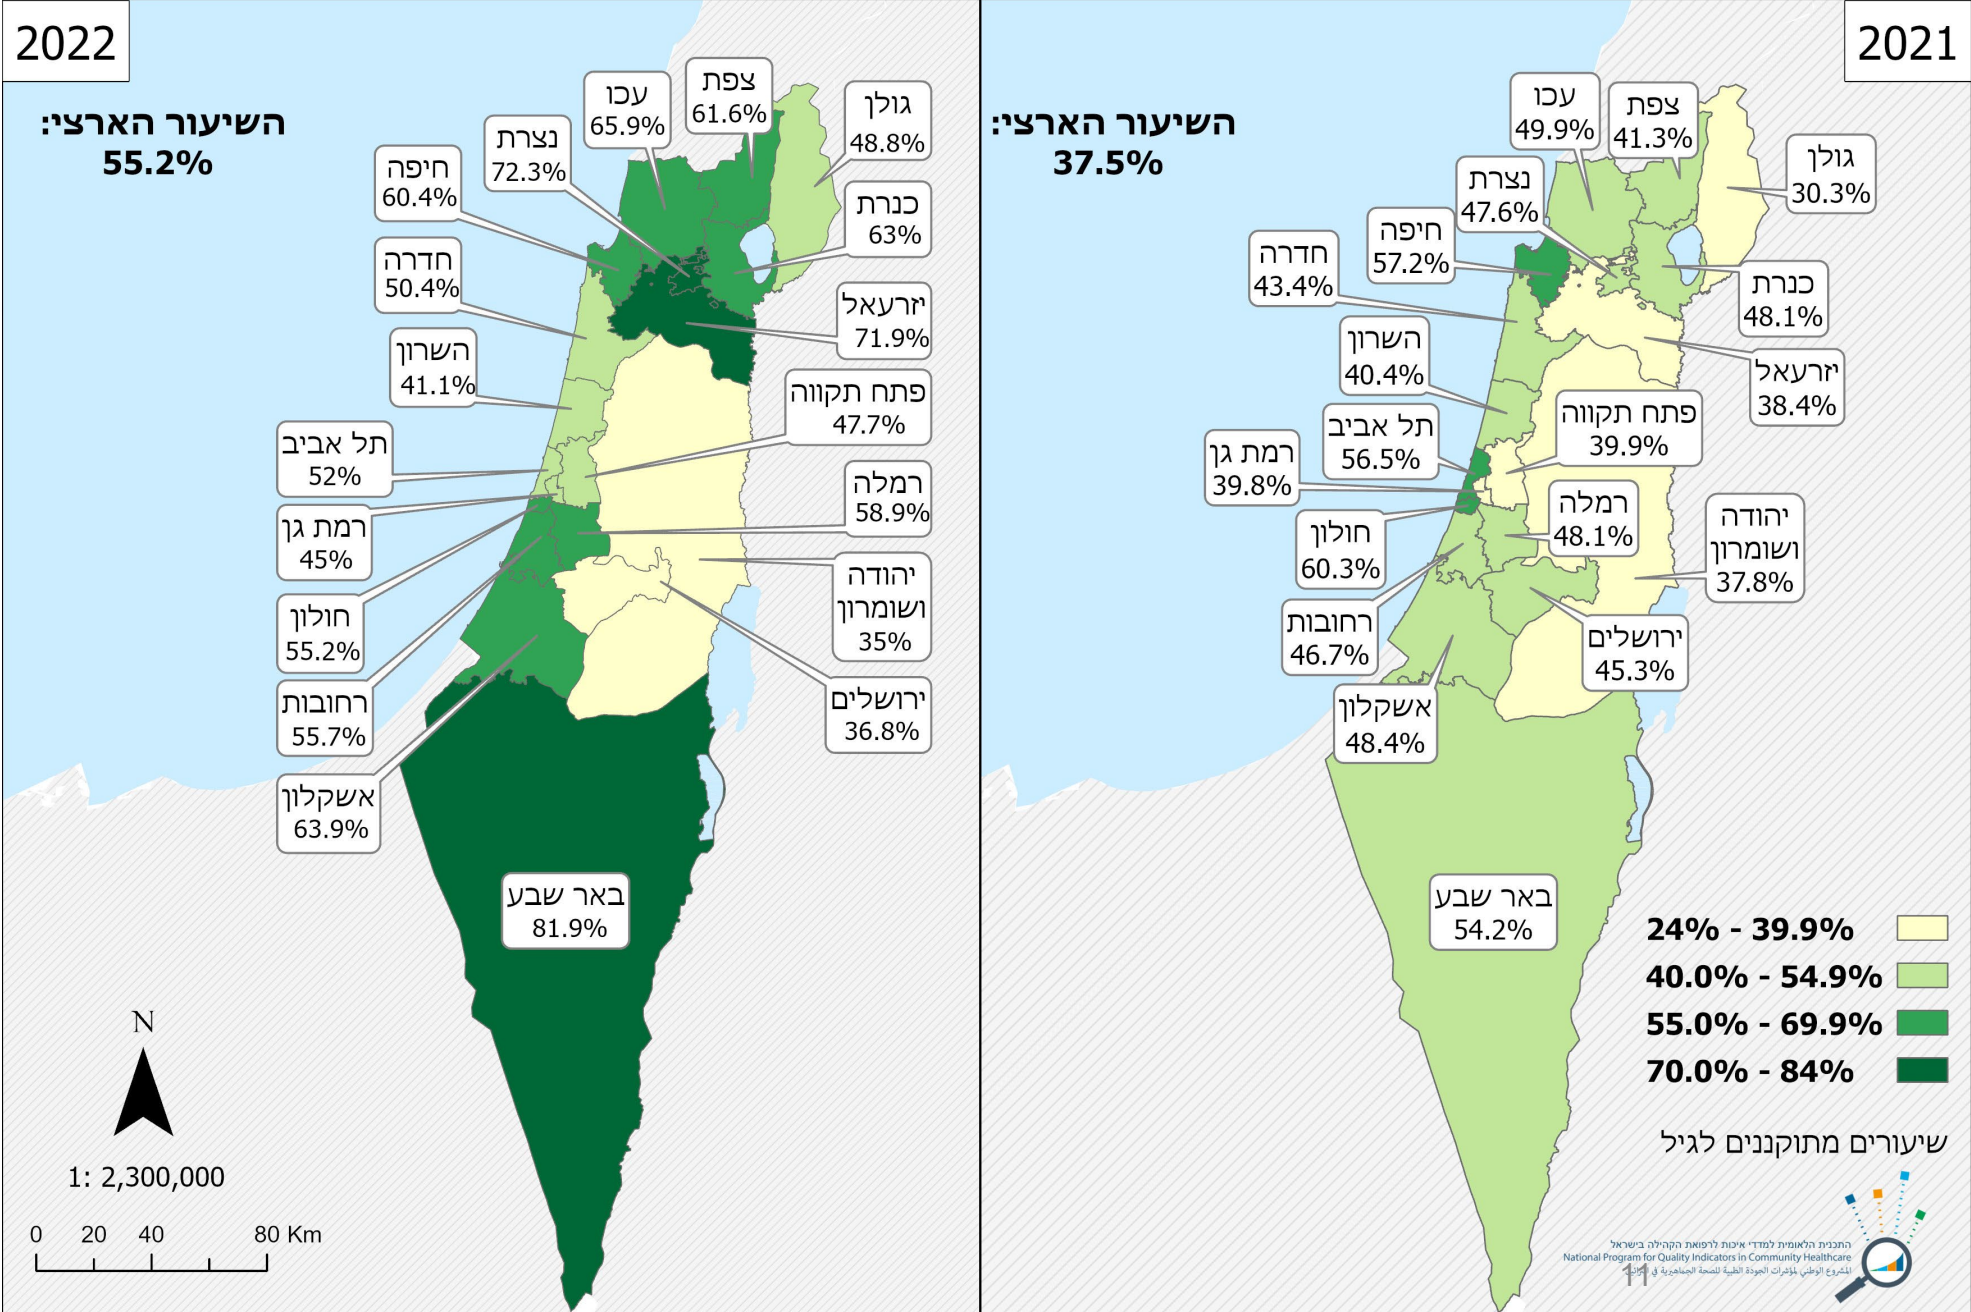 2022
השיעור הארצי:
55.2%
עכו
65.9%
צפת
61.6%
גולן
48.8%
נצרת
72.3%
חיפה
60.4%
כנרת
63%
חדרה
50.4%
יזרעאל
71.9%
השרון
41.1%
פתח תקווה
47.7%
תל אביב
52%
רמלה
58.9%
רמת גן
45%
יהודה
ושומרון
35%
חולון
55.2%
ירושלים
36.8%
רחובות
55.7%
אשקלון
63.9%
באר שבע
81.9%
N
1: 2,300,000
0 20 40 80 Km
2021
השיעור הארצי:
37.5%
עכו
49.9%
צפת
41.3%
גולן
30.3%
נצרת
47.6%
חיפה
57.2%
חדרה
43.4%
כנרת
48.1%
השרון
40.4%
יזרעאל
38.4%
תל אביב
56.5%
פתח תקווה
39.9%
רמת גן
39.8%
רמלה
48.1%
יהודה
ושומרון
37.8%
חולון
60.3%
רחובות
46.7%
ירושלים
45.3%
אשקלון
48.4%
באר שבע
54.2%
24% - 39.9%
40.0% - 54.9%
55.0% - 69.9%
70.0% - 84%
שיעורים מתוקננים לגיל
התכנית הלאומית למדדי איכות לרפואת הקהילה בישראל
National Program for Quality Indicators in Community Healthcare
المشروع الوطني لمؤشرات الجودة الطبية للصحة الجماهيرية في
11